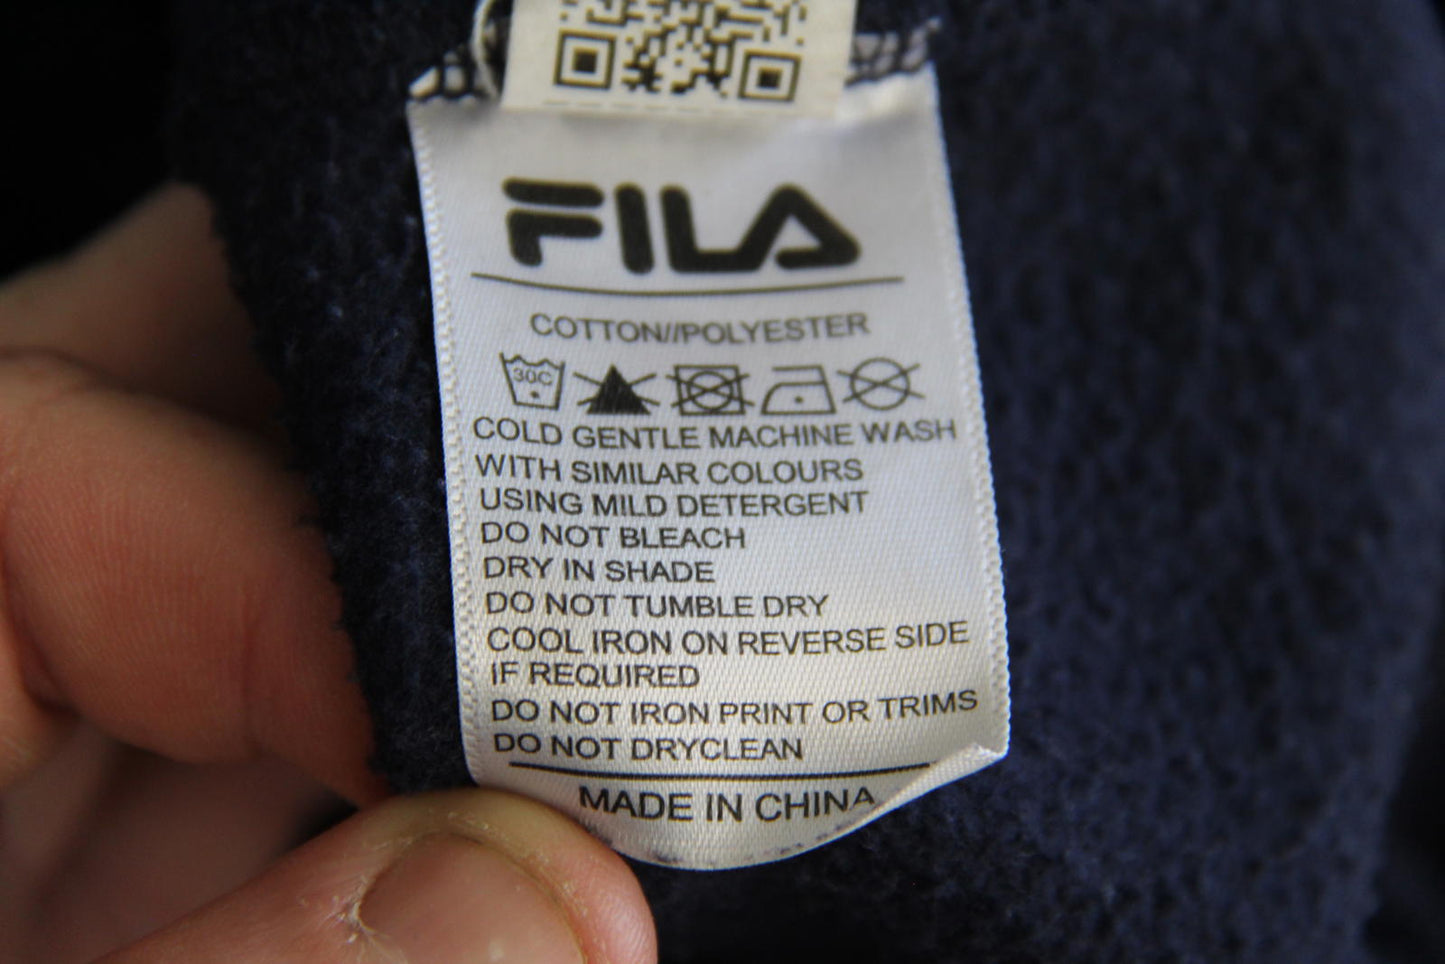 FILA
COTTON//POLYESTER
30C
COLD GENTLE MACHINE WASH
WITH SIMILAR COLOURS
USING MILD DETERGENT
DO NOT BLEACH
DRY IN SHADE
DO NOT TUMBLE DRY
COOL IRON ON REVERSE SIDE
IF REQUIRED
DO NOT IRON PRINT OR TRIMS
DO NOT DRYCLEAN
MADE IN CHINA